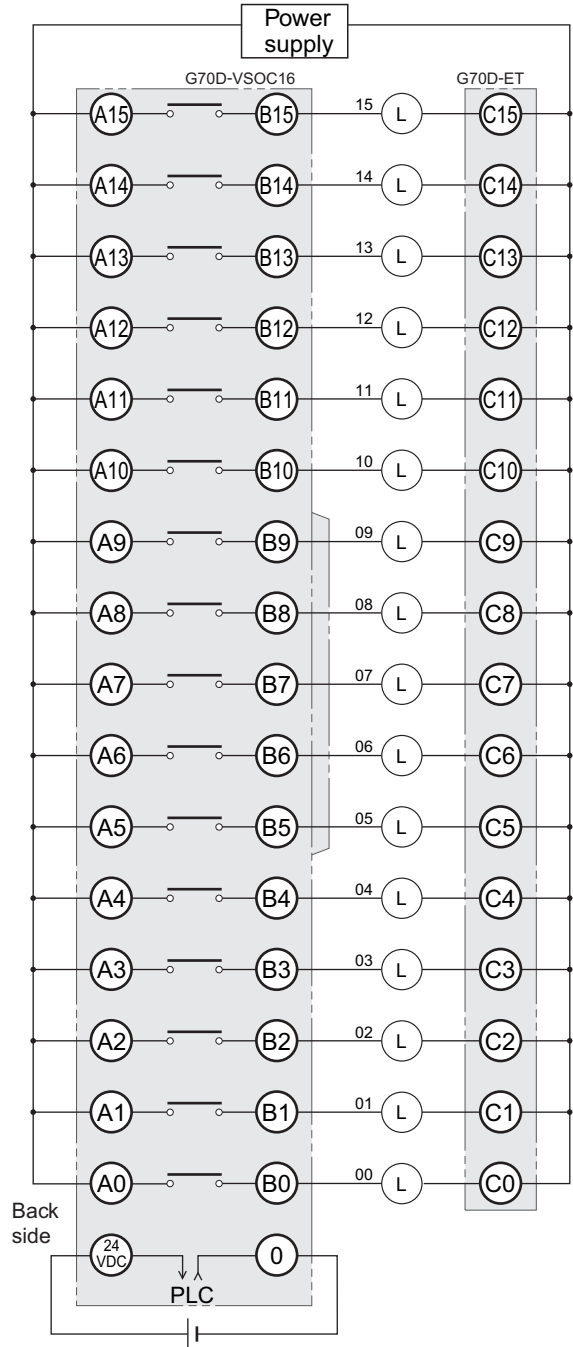 Power
supply
G70D-VSOC16 G70D-ET
A15 B15 15 L C15
A14 B14 14 L C14
A13 B13 13 L C13
A12 B12 12 L C12
A11 B11 11 L C11
A10 B10 10 L C10
A9 B9 09 L C9
A8 B8 08 L C8
A7 B7 07 L C7
A6 B6 06 L C6
A5 B5 05 L C5
A4 B4 04 L C4
A3 B3 03 L C3
A2 B2 02 L C2
A1 B1 01 L C1
A0 B0 00 L C0
Back
side
24
VDC 0
PLC